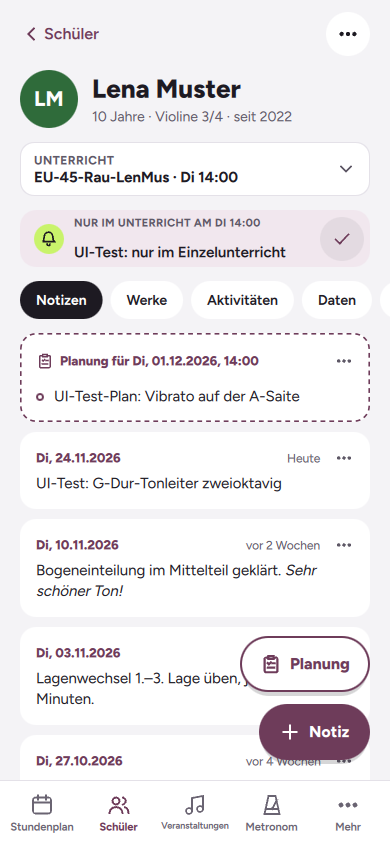 Schüler
LM
Lena Muster
10 Jahre · Violine 3/4 · seit 2022
UNTERRICHT
EU-45-Rau-LenMus · Di 14:00
NUR IM UNTERRICHT AM DI 14:00
UI-Test: nur im Einzelunterricht
Notizen Werke Aktivitäten Daten
Planung für Di, 01.12.2026, 14:00
UI-Test-Plan: Vibrato auf der A-Saite
Di, 24.11.2026 Heute
UI-Test: G-Dur-Tonleiter zweioktavig
Di, 10.11.2026 vor 2 Wochen
Bogeneinteilung im Mittelteil geklärt. Sehr
schöner Ton!
Di, 03.11.2026
Lagenwechsel 1.–3. Lage üben,
Minuten.
Planung
Notiz
Di, 27.10.2026 vor 4 Wochen
Stundenplan Schüler Veranstaltungen Metronom Mehr